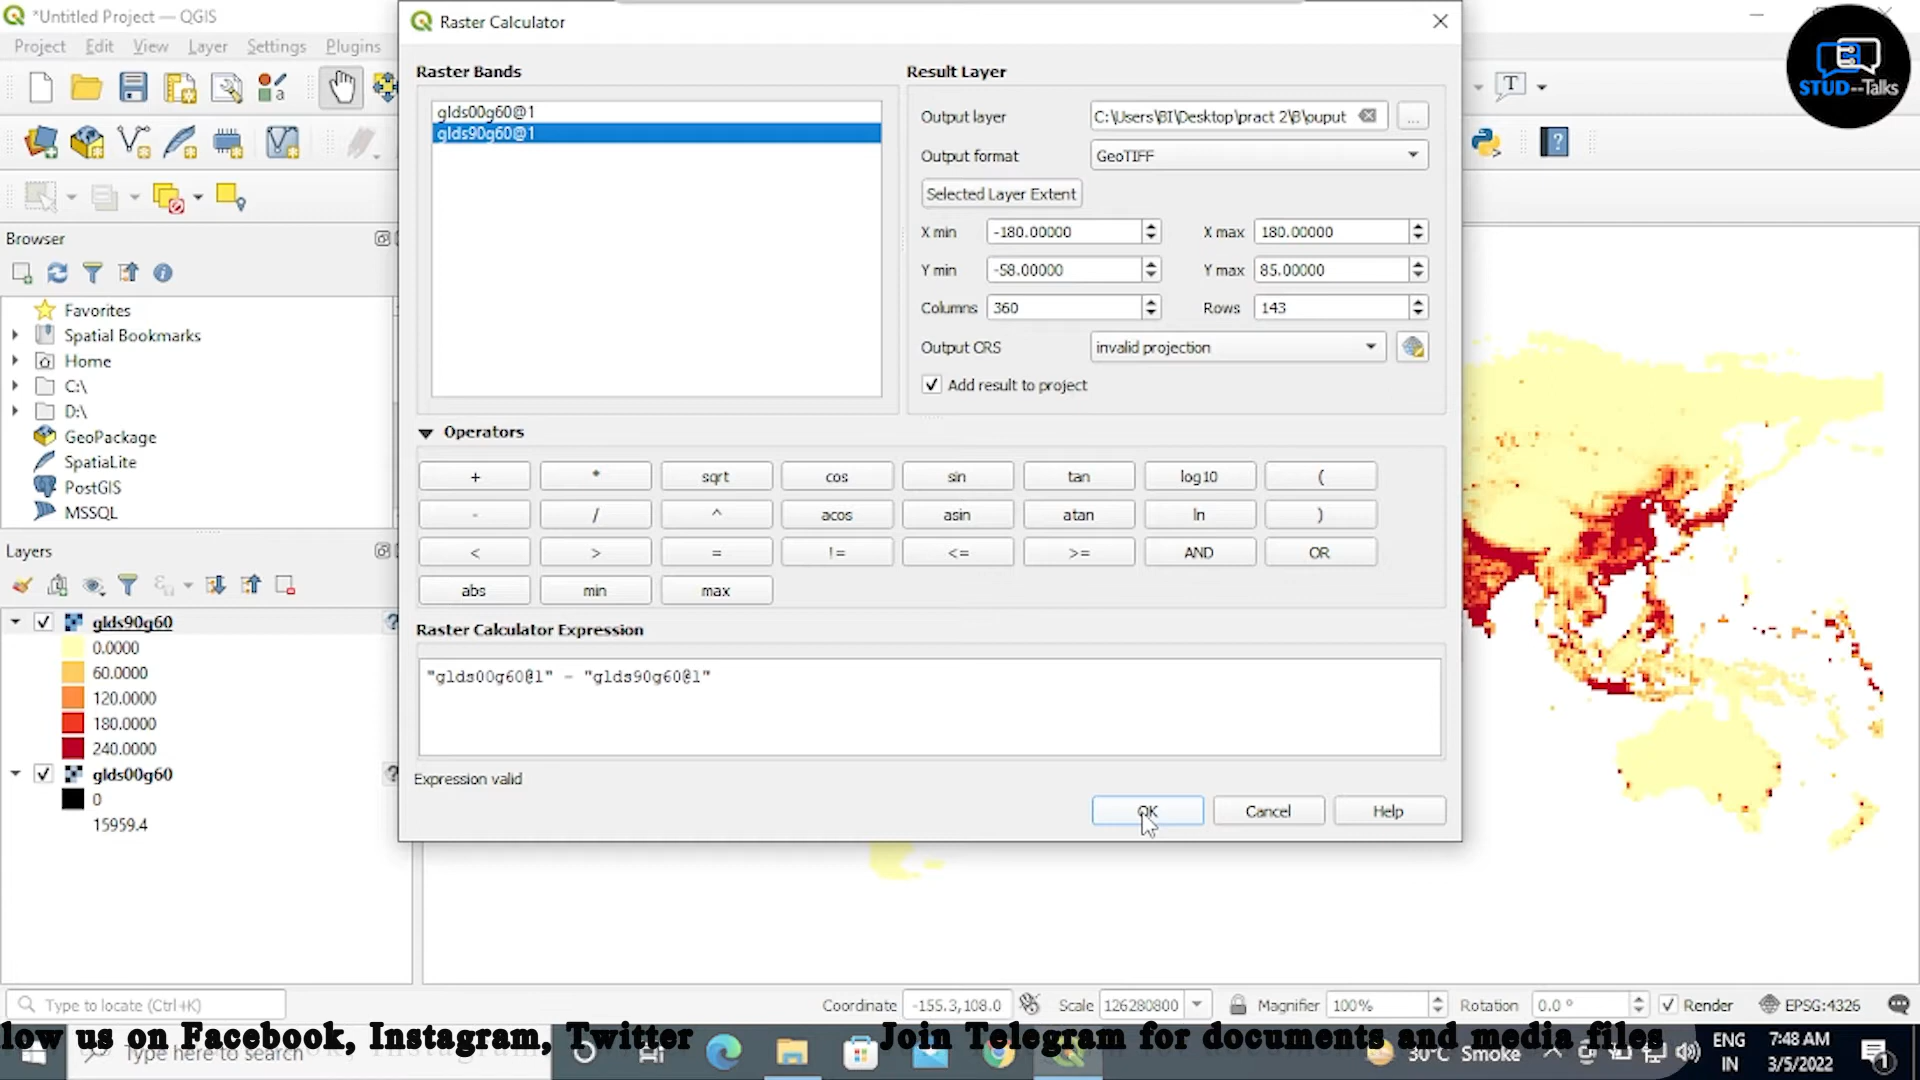 *Untitled Project — QGIS
Project Edit View Layer Settings Plugins
Raster Calculator
Raster Bands
glds00g60@1
glds90g60@1
Result Layer
Output layer C:\Users\BI\Desktop\pract 2\B\ouput ...
Output format GeoTIFF
Selected Layer Extent
X min -180.00000 X max 180.00000
Y min -58.00000 Y max 85.00000
Columns 360 Rows 143
Output CRS invalid projection
Add result to project
Operators
+ * sqrt cos sin tan log10 (
- / ^ acos asin atan ln )
< > = != <= >= AND OR
abs min max
Raster Calculator Expression
"glds00g60@1" - "glds90g60@1"
Expression valid
OK Cancel Help
STUD--Talks
T
Browser
Favorites
Spatial Bookmarks
Home
C:\
D:\
GeoPackage
SpatiaLite
PostGIS
MSSQL
Layers
glds90g60
0.0000
60.0000
120.0000
180.0000
240.0000
glds00g60
0
15959.4
Type to locate (Ctrl+K)
Coordinate -155.3,108.0 Scale 126280800 Magnifier 100% Rotation 0.0 ° Render EPSG:4326
low us on Facebook, Instagram, Twitter Join Telegram for documents and media files
Type here to search
30°C Smoke
ENG
IN
7:48 AM
3/5/2022
1